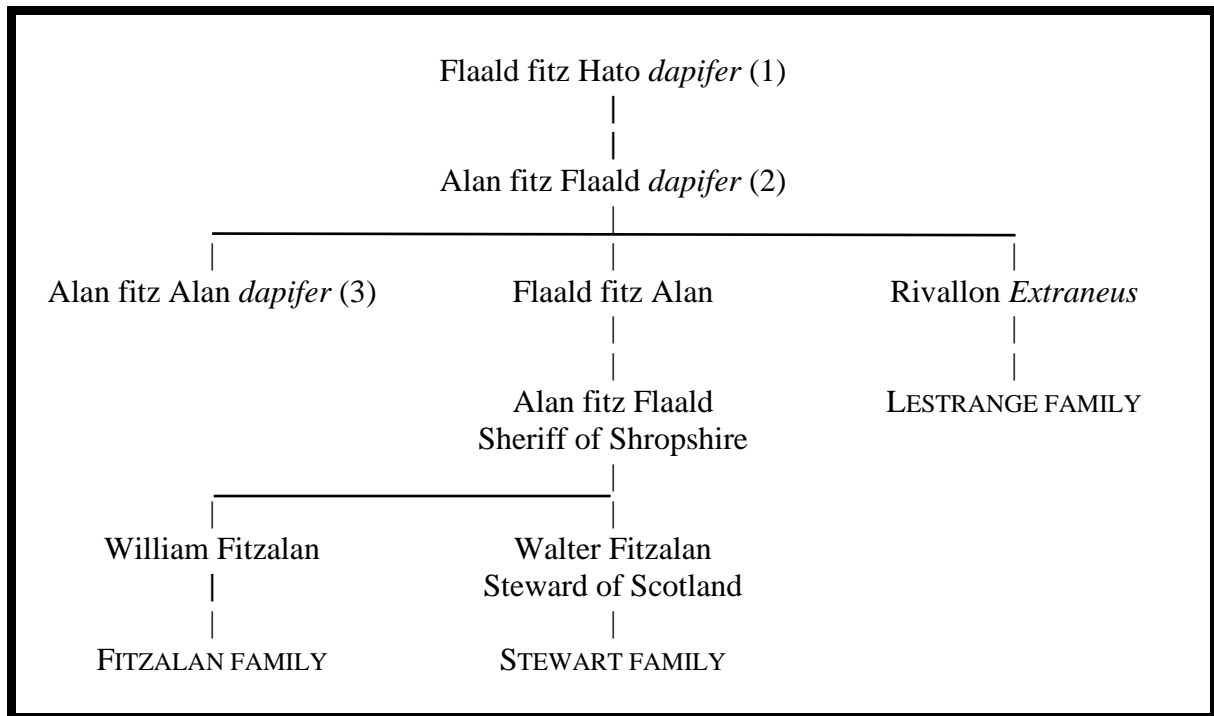 Flaald fitz Hato dapifer (1)
Alan fitz Flaald dapifer (2)
Alan fitz Alan dapifer (3)
Flaald fitz Alan
Rivallon Extraneus
Alan fitz Flaald
Sheriff of Shropshire
LESTRANGE FAMILY
William Fitzalan
Walter Fitzalan
Steward of Scotland
FITZALAN FAMILY
STEWART FAMILY